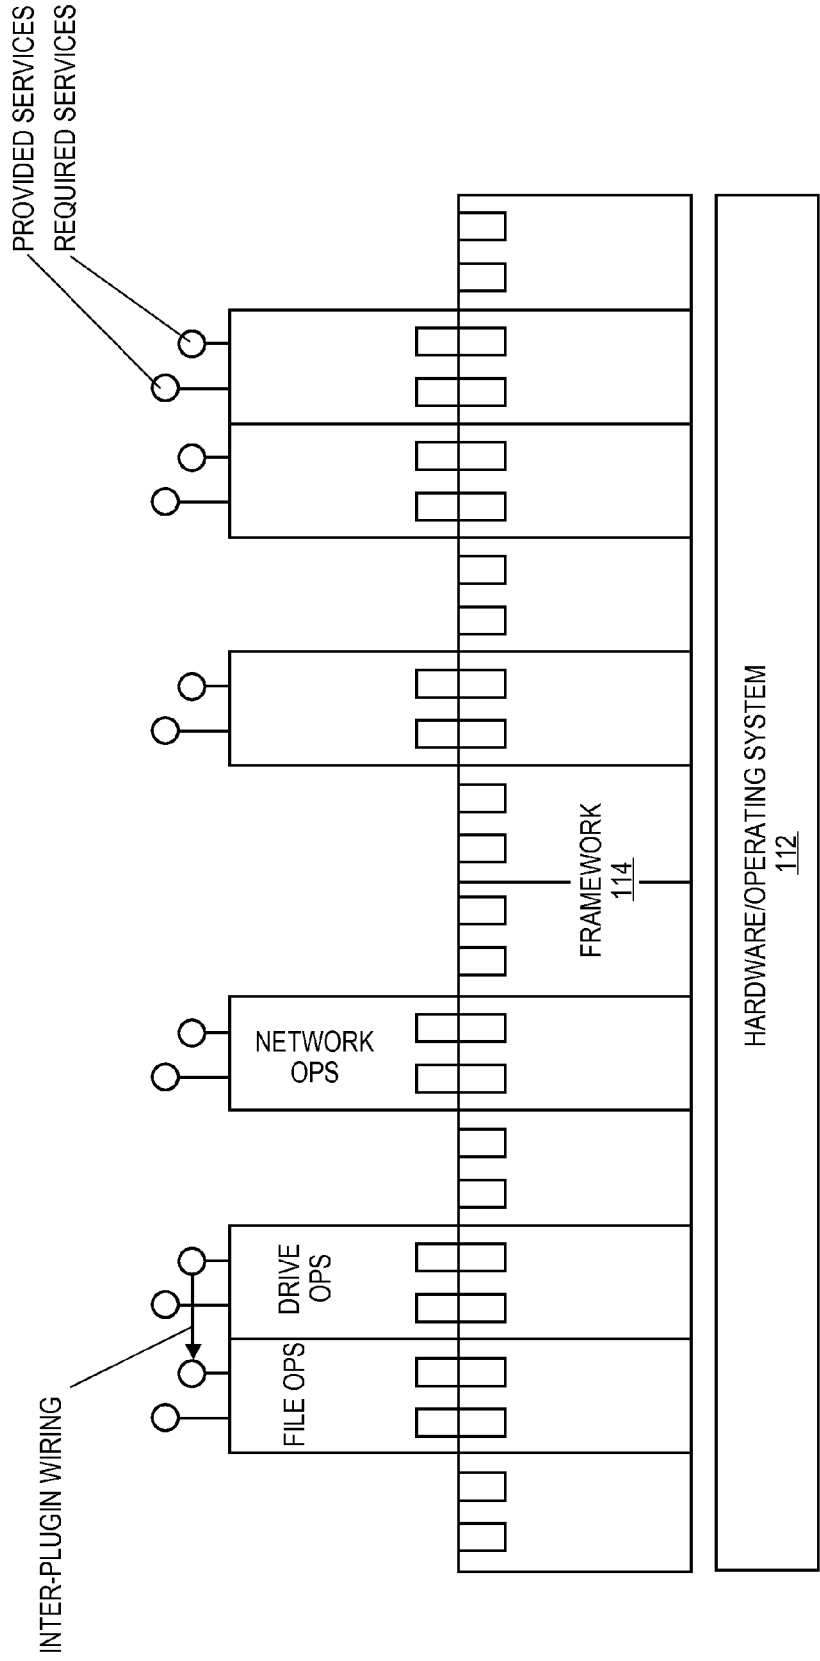 PROVIDED SERVICES
REQUIRED SERVICES
INTER-PLUGIN WIRING
FILE OPS
DRIVE
OPS
NETWORK
OPS
FRAMEWORK
114
HARDWARE/OPERATING SYSTEM
112